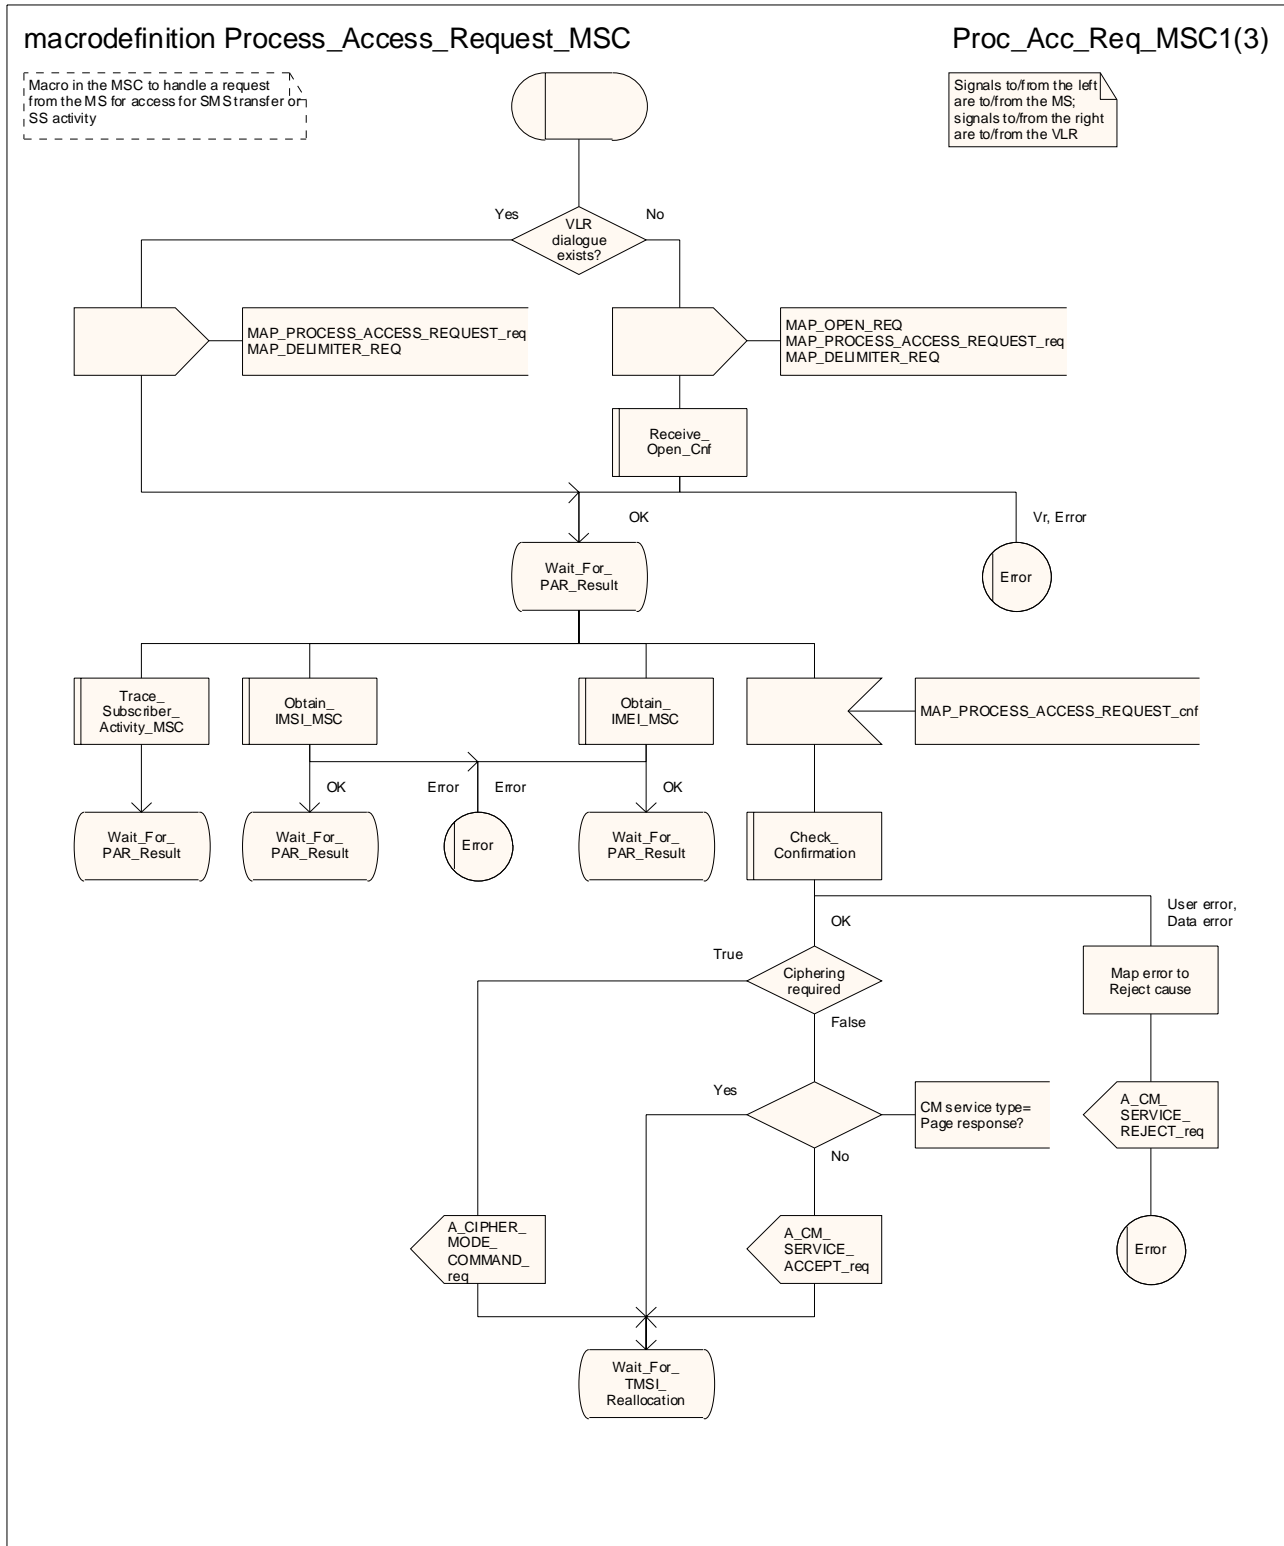 macrodefinition Process_Access_Request_MSC
Proc_Acc_Req_MSC1(3)
Macro in the MSC to handle a request
from the MS for access for SMS transfer or
SS activity
Signals to/from the left
are to/from the MS;
signals to/from the right
are to/from the VLR
Yes
No
VLR
dialogue
exists?
MAP_PROCESS_ACCESS_REQUEST_req
MAP_DELIMITER_REQ
MAP_OPEN_REQ
MAP_PROCESS_ACCESS_REQUEST_req
MAP_DELIMITER_REQ
Receive_
Open_Cnf
OK
Vr, Error
Wait_For_
PAR_Result
Error
Trace_
Subscriber_
Activity_MSC
Obtain_
IMSI_MSC
Obtain_
IMEI_MSC
MAP_PROCESS_ACCESS_REQUEST_cnf
OK
Error
Error
OK
Wait_For_
PAR_Result
Wait_For_
PAR_Result
Error
Wait_For_
PAR_Result
Check_
Confirmation
User error,
Data error
OK
True
Ciphering
required
Map error to
Reject cause
False
Yes
CM service type=
Page response?
A_CM_
SERVICE_
REJECT_req
No
A_CIPHER_
MODE_
COMMAND_
req
A_CM_
SERVICE_
ACCEPT_req
Error
Wait_For_
TMSI_
Reallocation